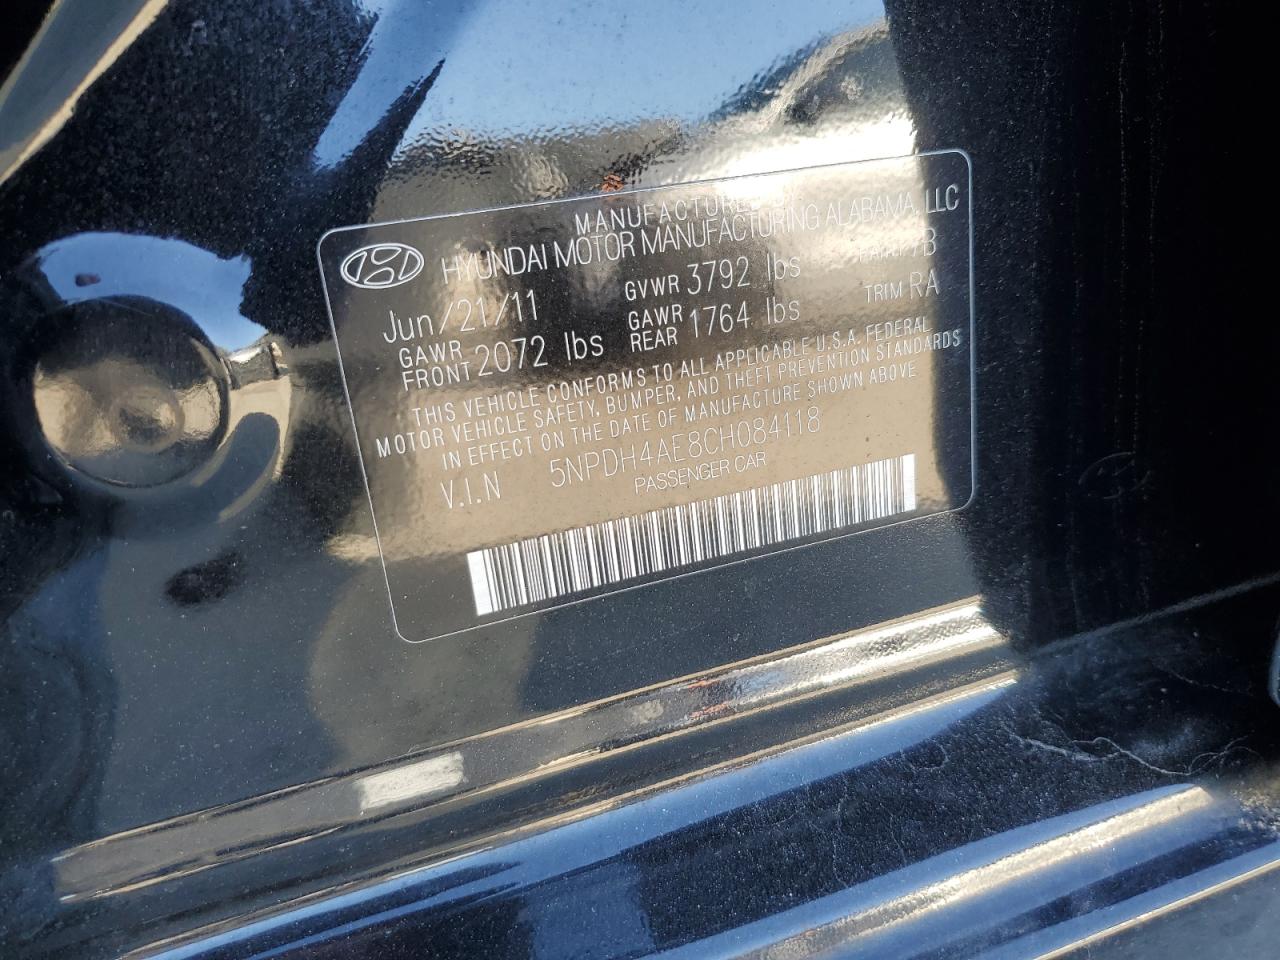 MANUFACTURED
HYUNDAI MOTOR MANUFACTURING ALABAMA, LLC
Jun/21/11 GVWR 3792 lbs PAINT
GAWR FRONT 2072 lbs GAWR REAR 1764 lbs TRIM RA
THIS VEHICLE CONFORMS TO ALL APPLICABLE U.S.A. FEDERAL
MOTOR VEHICLE SAFETY, BUMPER, AND THEFT PREVENTION STANDARDS
IN EFFECT ON THE DATE OF MANUFACTURE SHOWN ABOVE
V.I.N 5NPDH4AE8CH084118
PASSENGER CAR